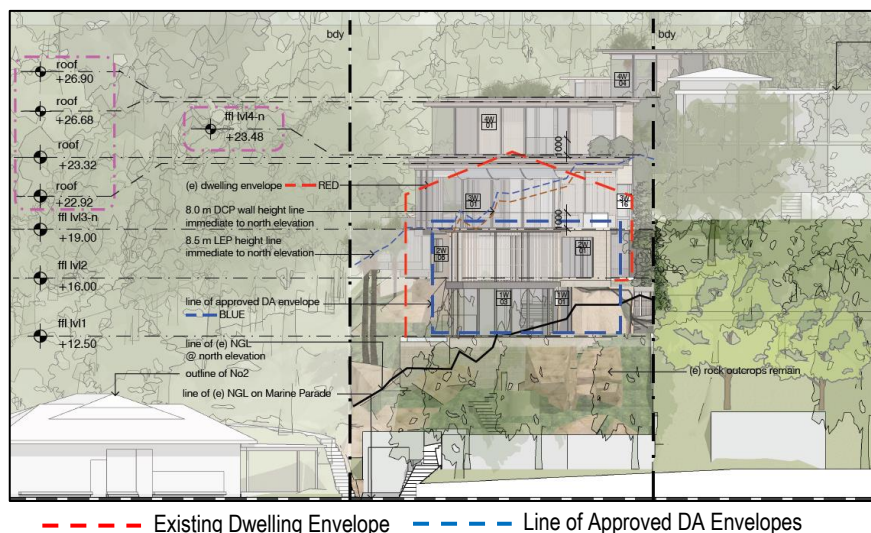 bdy
bdy
roof
+26.90
roof
+26.68
roof
+23.32
roof
+22.92
ffl lvl3-n
+19.00
ffl lvl2
+16.00
ffl lvl1
+12.50
ffl lvl4-n
+23.48
4W
04
4W
01
1000
(e) dwelling envelope RED
3W
01
3W
16
1000
8.0 m DCP wall height line
immediate to north elevation
8.5 m LEP height line
immediate to north elevation
2W
05
2W
01
line of approved DA envelope
BLUE
1W
02
1W
01
line of (e) NGL
@ north elevation
outline of No2
line of (e) NGL on Marine Parade
(e) rock outcrops remain
Existing Dwelling Envelope
Line of Approved DA Envelopes